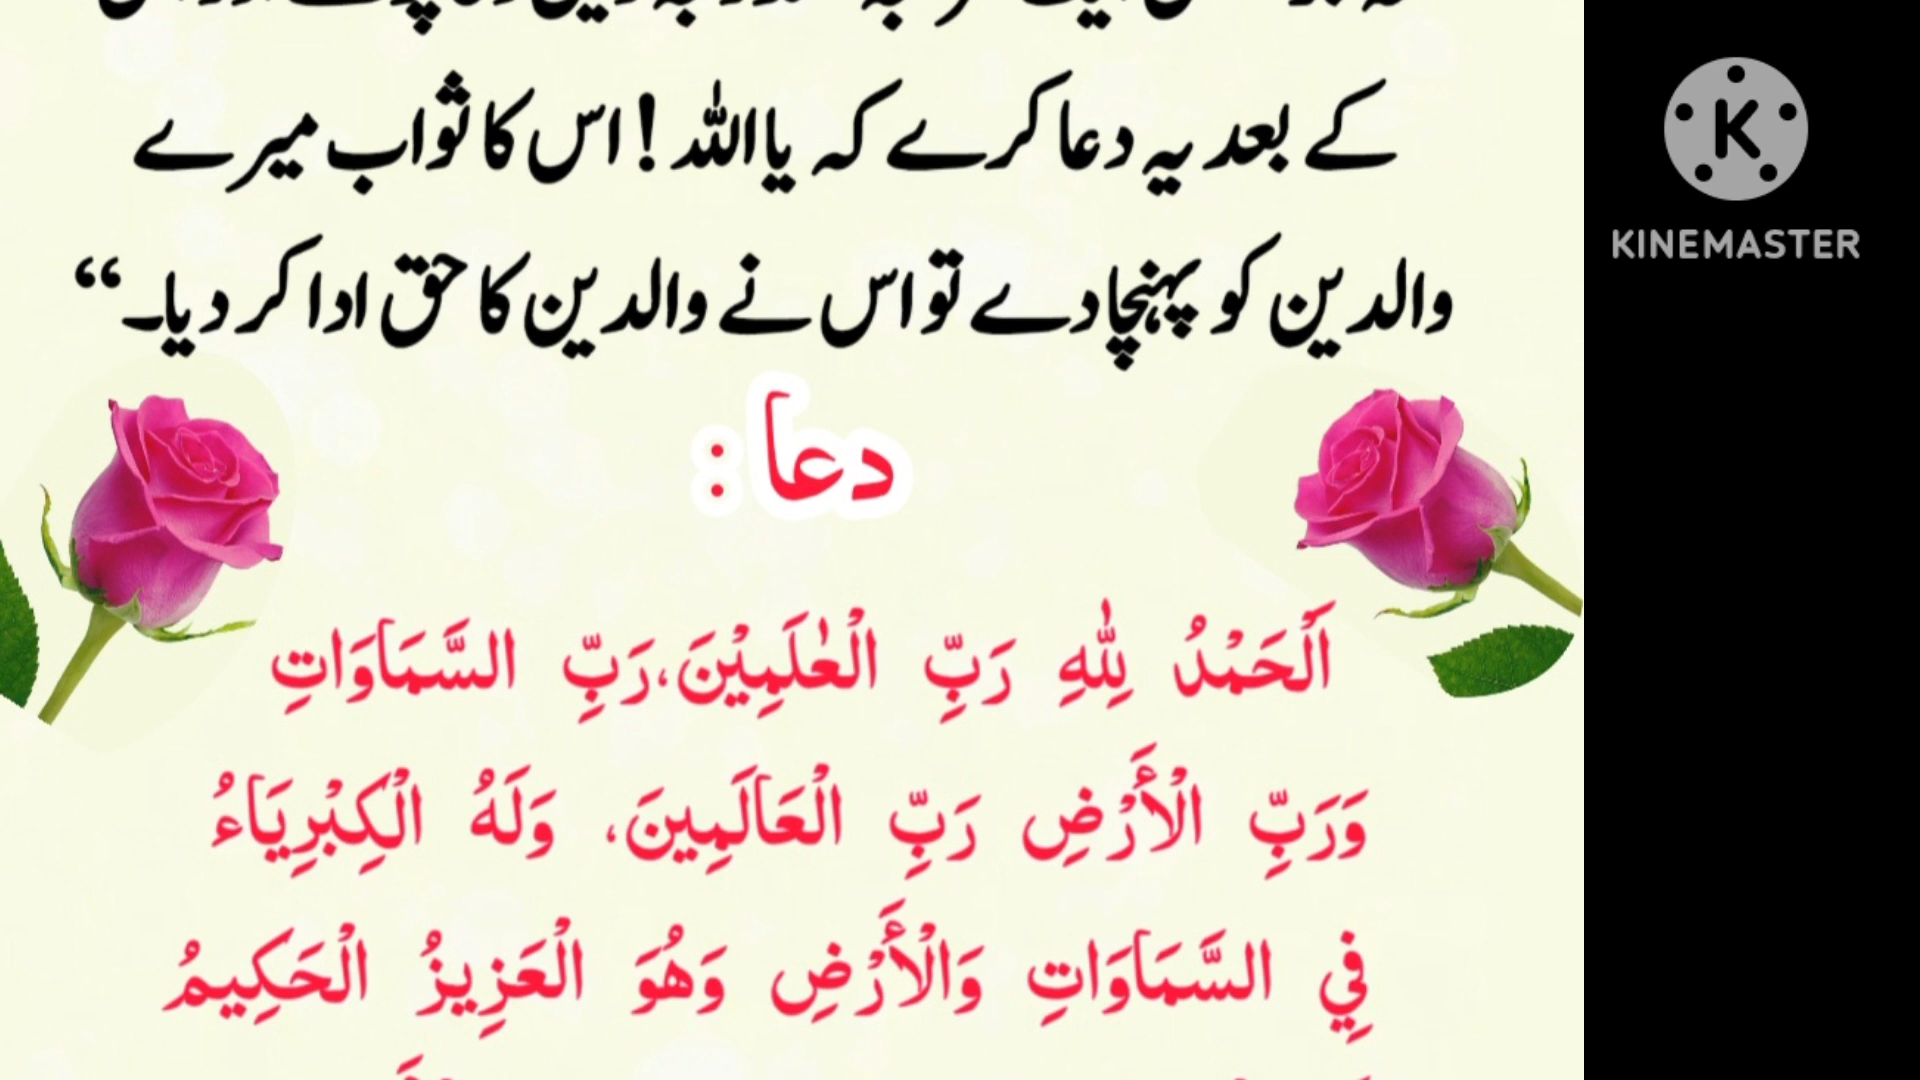 کے بعد یہ دعا کرے کہ یا اللہ ! اس کا ثواب میرے
والدین کو پہنچا دے تو اس نے والدین کا حق ادا کر دیا۔“
دعا :
اَلْحَمْدُ لِلّٰهِ رَبِّ الْعٰلَمِيْنَ،رَبِّ السَّمَاوَاتِ
وَرَبِّ الْأَرْضِ رَبِّ الْعَالَمِينَ، وَلَهُ الْكِبْرِيَاءُ
فِي السَّمَاوَاتِ وَالْأَرْضِ وَهُوَ الْعَزِيزُ الْحَكِيمُ
K
KINEMASTER